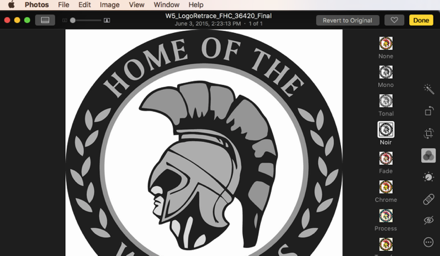 Photos File Edit Image View Window Help
W5_LogoRetrace_FHC_36420_Final
June 3, 2015, 2:23:13 PM · 1 of 1
Revert to Original
Done
HOME OF THE
None
Mono
Tonal
Noir
Fade
Chrome
Process